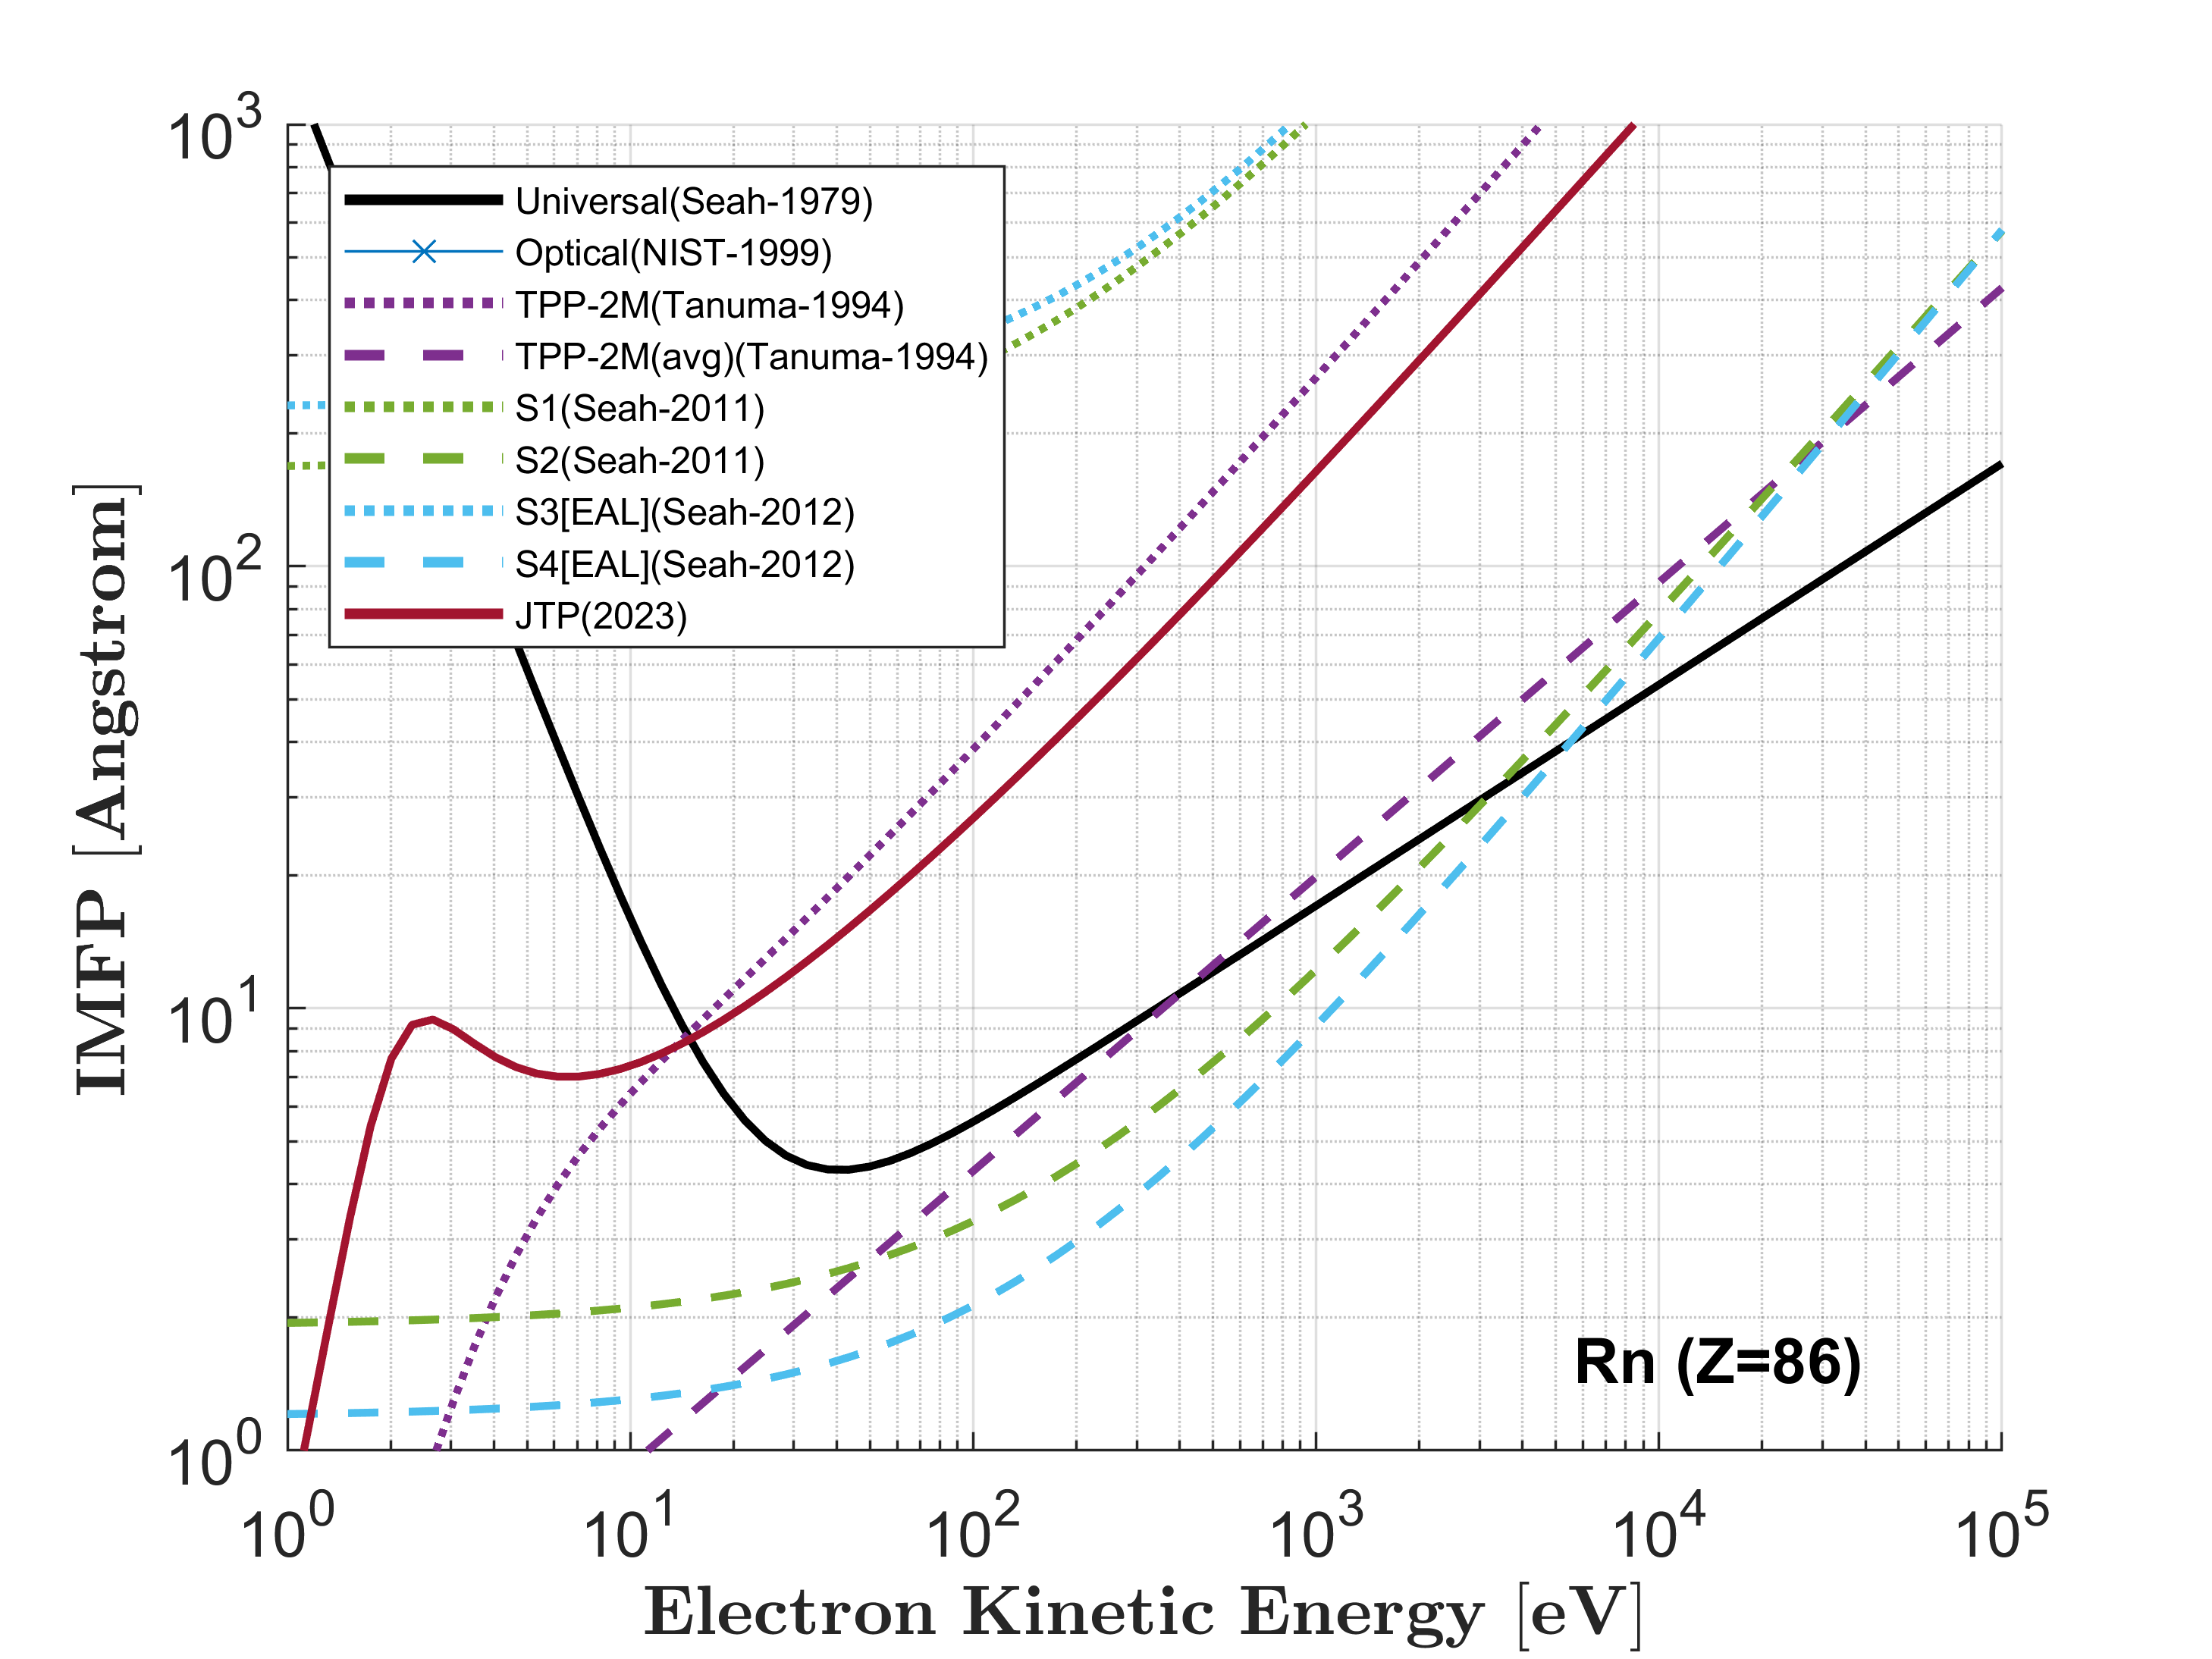 10^3
10^2
10^1
10^0
IMFP [Angstrom]
Universal(Seah-1979)
Optical(NIST-1999)
TPP-2M(Tanuma-1994)
TPP-2M(avg)(Tanuma-1994)
S1(Seah-2011)
S2(Seah-2011)
S3[EAL](Seah-2012)
S4[EAL](Seah-2012)
JTP(2023)
Rn (Z=86)
10^0 10^1 10^2 10^3 10^4 10^5
Electron Kinetic Energy [eV]